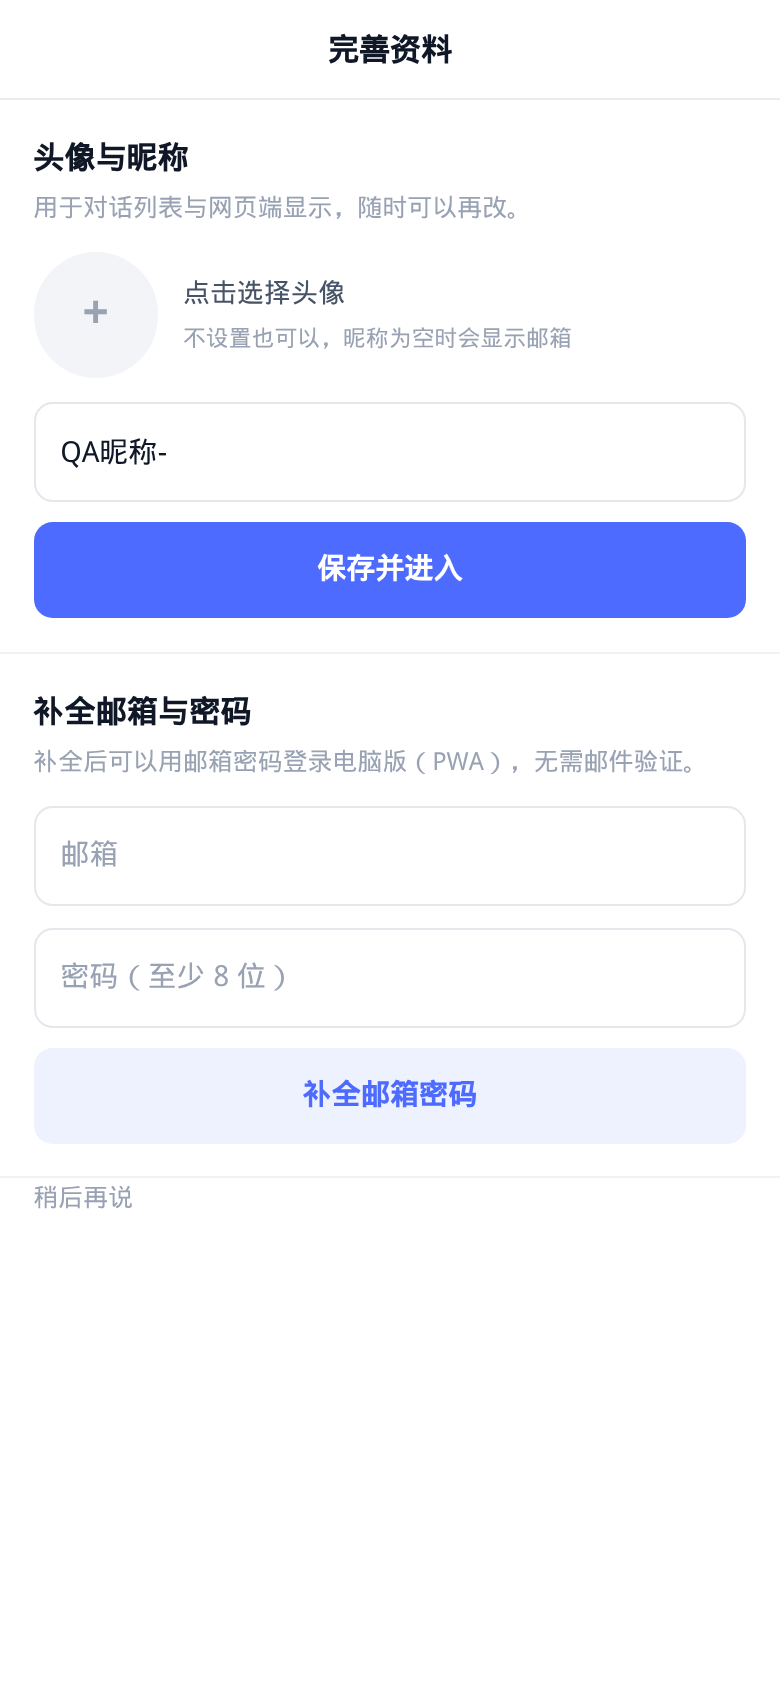 完善资料
头像与昵称
用于对话列表与网页端显示，随时可以再改。
+
点击选择头像
不设置也可以，昵称为空时会显示邮箱
QA昵称-
保存并进入
补全邮箱与密码
补全后可以用邮箱密码登录电脑版（PWA），无需邮件验证。
邮箱
密码（至少 8 位）
补全邮箱密码
稍后再说